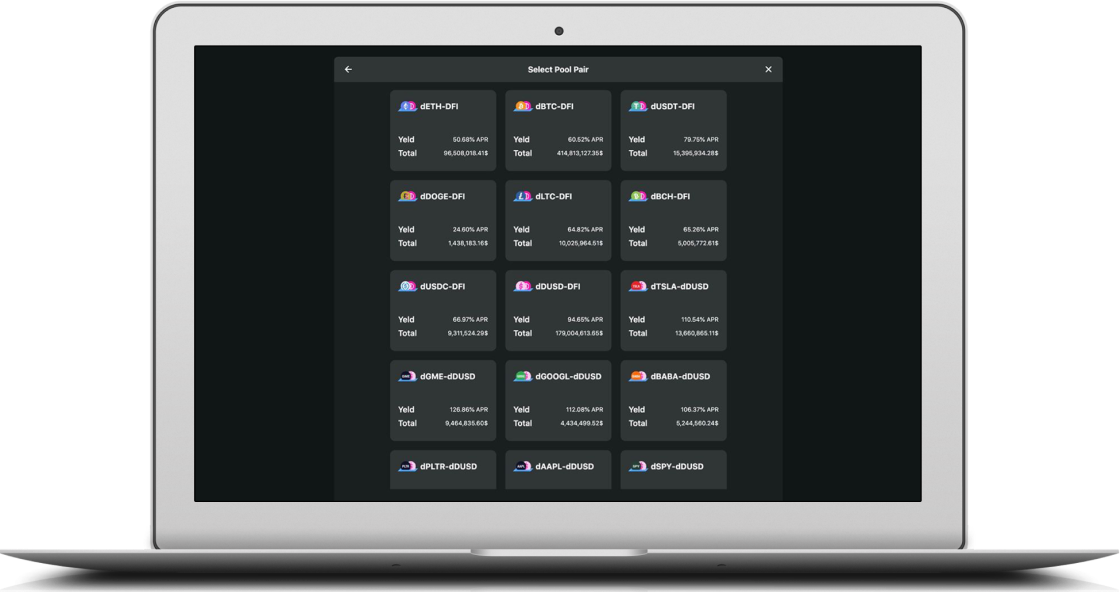 Select Pool Pair
dETH-DFI
Yeld 50.68% APR
Total 96,508,018.41$
dBTC-DFI
Yeld 60.52% APR
Total 414,813,127.35$
dUSDT-DFI
Yeld 79.75% APR
Total 15,395,934.28$
dDOGE-DFI
Yeld 24.60% APR
Total 1,438,183.16$
dLTC-DFI
Yeld 64.82% APR
Total 10,025,964.51$
dBCH-DFI
Yeld 65.26% APR
Total 5,005,772.61$
dUSDC-DFI
Yeld 66.97% APR
Total 9,311,524.29$
dDUSD-DFI
Yeld 94.65% APR
Total 179,004,613.65$
dTSLA-dDUSD
Yeld 110.54% APR
Total 13,660,865.11$
dGME-dDUSD
Yeld 126.86% APR
Total 9,464,835.60$
dGOOGL-dDUSD
Yeld 112.08% APR
Total 4,434,499.52$
dBABA-dDUSD
Yeld 106.37% APR
Total 5,244,560.24$
dPLTR-dDUSD
dAAPL-dDUSD
dSPY-dDUSD